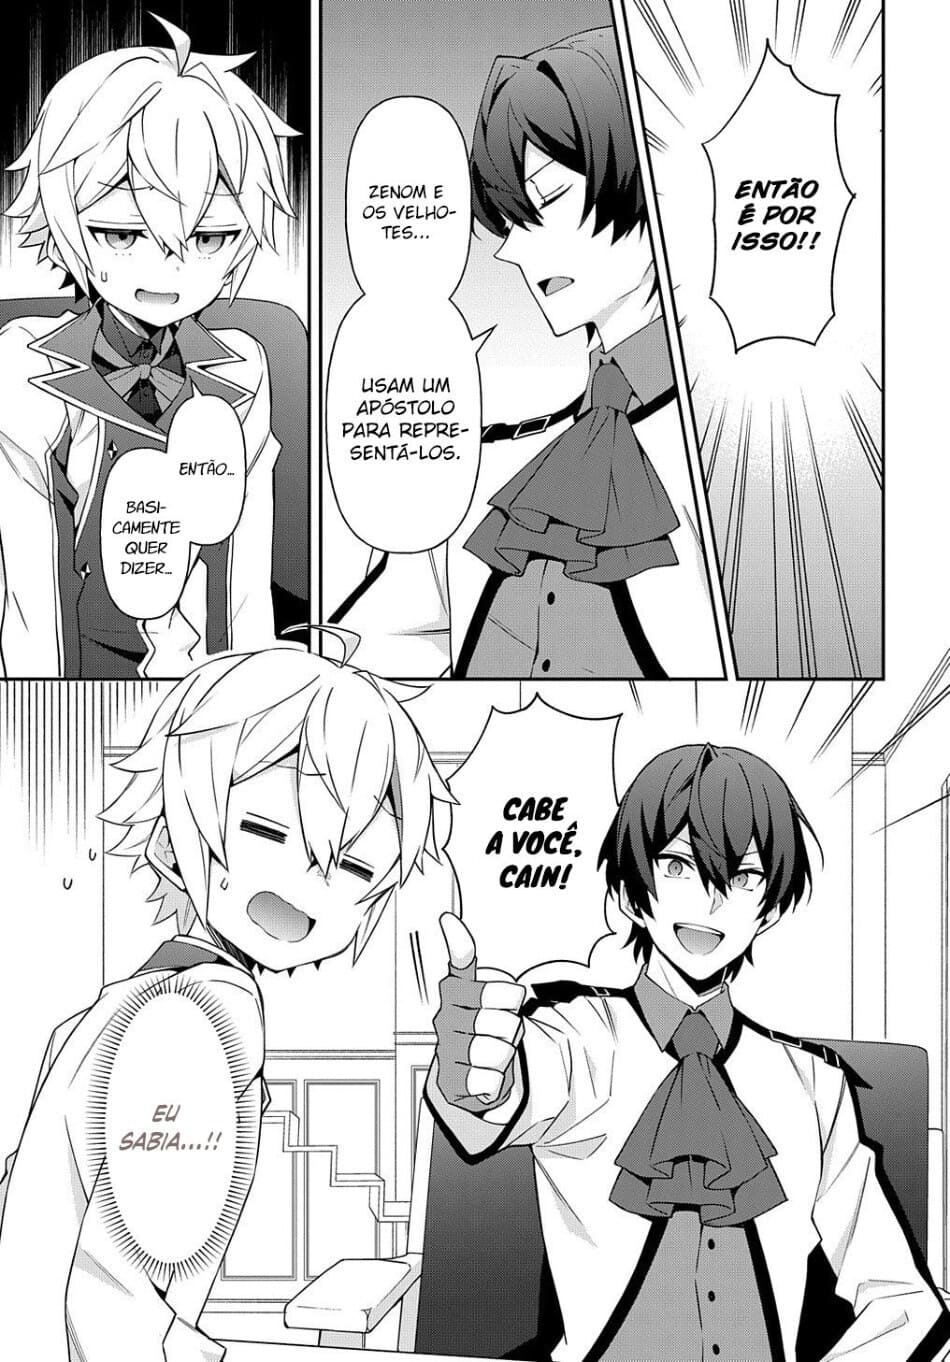 ENTÃO
É POR
ISSO!!
ZENOM E
OS VELHO-
TES...
USAM UM
APÓSTOLO
PARA REPRE-
SENTÁ-LOS.
ENTÃO...
BASI-
CAMENTE
QUER
DIZER...
CABE
A VOCÊ,
CAIN!
EU
SABIA...!!